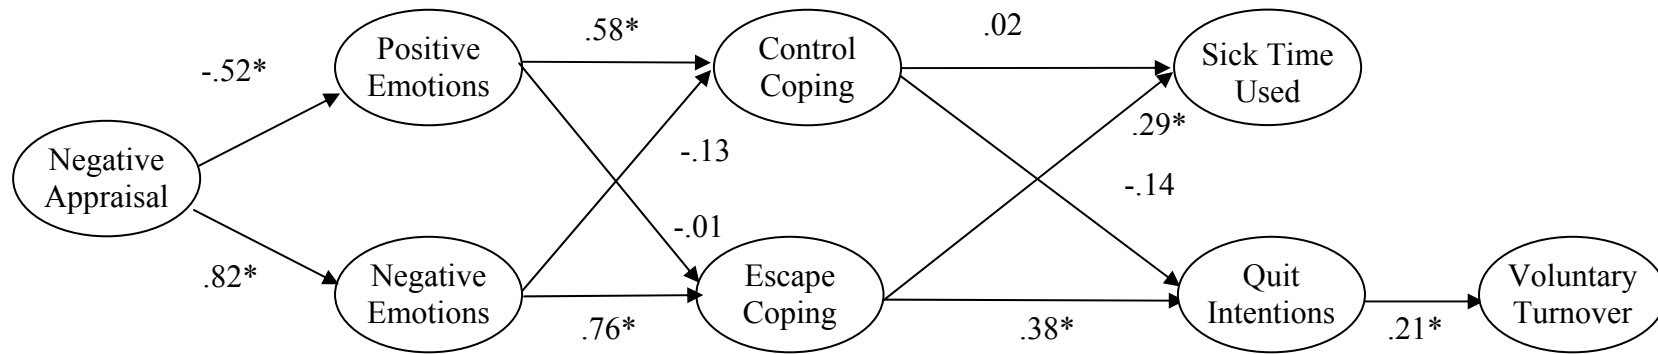 .58*
.02
Positive
Emotions
Control
Coping
Sick Time
Used
-.52*
.29*
Negative
Appraisal
-.13
-.14
-.01
.82*
Negative
Emotions
Escape
Coping
Quit
Intentions
Voluntary
Turnover
.76*
.38*
.21*